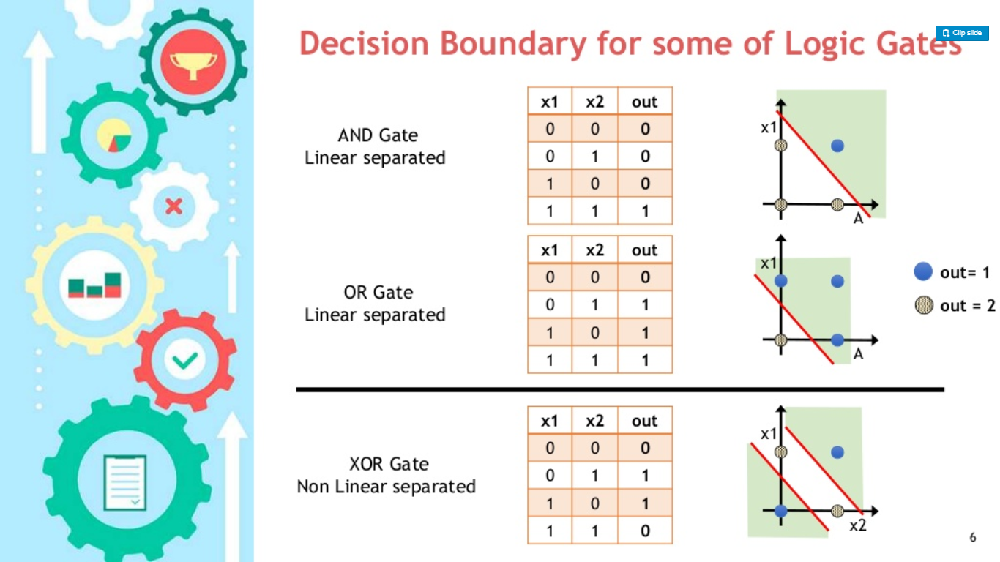 Clip slide
Decision Boundary for some of Logic Gates
AND Gate
Linear separated
x1 x2 out
0 0 0
0 1 0
1 0 0
1 1 1
x1
A
OR Gate
Linear separated
x1 x2 out
0 0 0
0 1 1
1 0 1
1 1 1
x1
A
out= 1
out = 2
XOR Gate
Non Linear separated
x1 x2 out
0 0 0
0 1 1
1 0 1
1 1 0
x1
x2
6